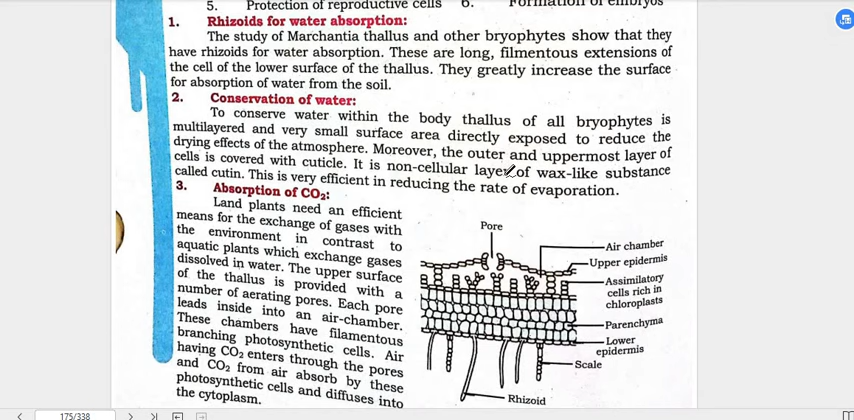 5. Protection of reproductive cells 6. Formation of embryos
1. Rhizoids for water absorption:
The study of Marchantia thallus and other bryophytes show that they
have rhizoids for water absorption. These are long, filmentous extensions of
the cell of the lower surface of the thallus. They greatly increase the surface
for absorption of water from the soil.
2. Conservation of water:
To conserve water within the body thallus of all bryophytes is
multilayered and very small surface area directly exposed to reduce the
drying effects of the atmosphere. Moreover, the outer and uppermost layer of
cells is covered with cuticle. It is non-cellular layer of wax-like substance
called cutin. This is very efficient in reducing the rate of evaporation.
3. Absorption of CO₂:
Land plants need an efficient
means for the exchange of gases with
the environment in contrast to
aquatic plants which exchange gases
dissolved in water. The upper surface
of the thallus is provided with a
number of aerating pores. Each pore
leads inside into an air-chamber.
These chambers have filamentous
branching photosynthetic cells. Air
having CO₂ enters through the pores
and CO₂ from air absorb by these
photosynthetic cells and diffuses into
the cytoplasm.
Pore
Air chamber
Upper epidermis
Assimilatory
cells rich in
chloroplasts
Parenchyma
Lower
epidermis
Scale
Rhizoid
175/338